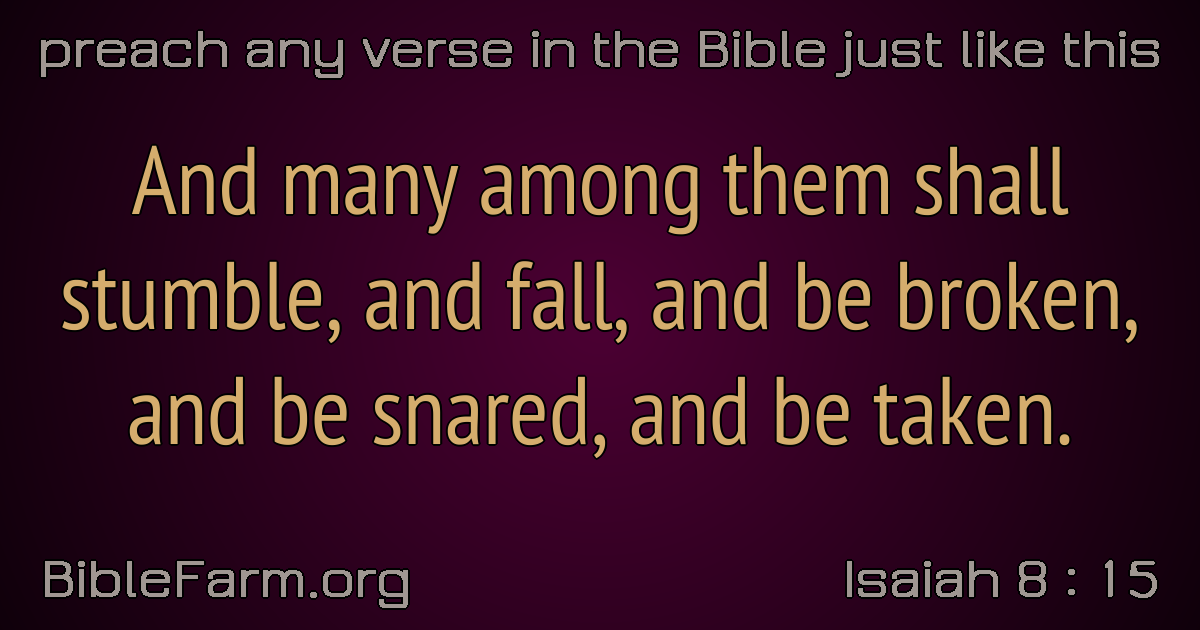 preach any verse in the Bible just like this
And many among them shall
stumble, and fall, and be broken,
and be snared, and be taken.
BibleFarm.org
Isaiah 8 : 15